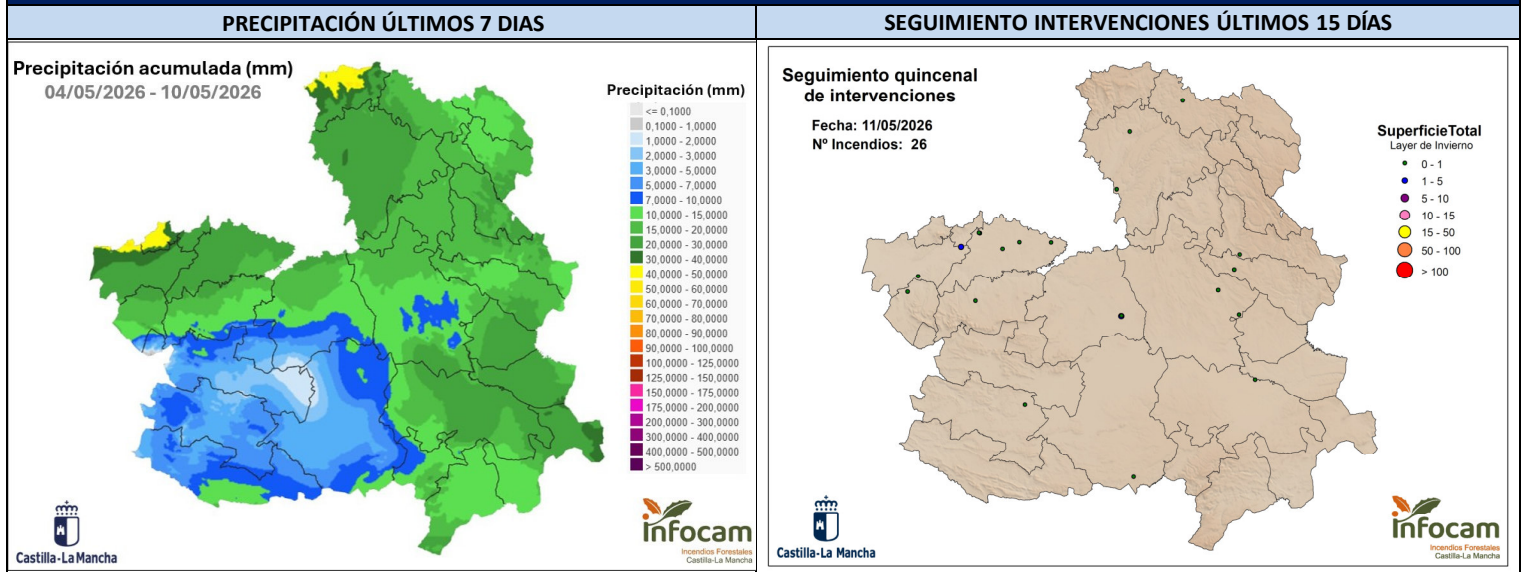 PRECIPITACIÓN ÚLTIMOS 7 DIAS
Precipitación acumulada (mm)
04/05/2026 - 10/05/2026
Precipitación (mm)
<= 0,1000
0,1000 - 1,0000
1,0000 - 2,0000
2,0000 - 3,0000
3,0000 - 5,0000
5,0000 - 7,0000
7,0000 - 10,0000
10,0000 - 15,0000
15,0000 - 20,0000
20,0000 - 30,0000
30,0000 - 40,0000
40,0000 - 50,0000
50,0000 - 60,0000
60,0000 - 70,0000
70,0000 - 80,0000
80,0000 - 90,0000
90,0000 - 100,0000
100,0000 - 125,0000
125,0000 - 150,0000
150,0000 - 175,0000
175,0000 - 200,0000
200,0000 - 300,0000
300,0000 - 400,0000
400,0000 - 500,0000
> 500,0000
Castilla-La Mancha
infocam
Incendios Forestales
Castilla-La Mancha
SEGUIMIENTO INTERVENCIONES ÚLTIMOS 15 DÍAS
Seguimiento quincenal
de intervenciones
Fecha: 11/05/2026
Nº Incendios: 26
SuperficieTotal
Layer de Invierno
0 - 1
1 - 5
5 - 10
10 - 15
15 - 50
50 - 100
> 100
Castilla-La Mancha
infocam
Incendios Forestales
Castilla-La Mancha